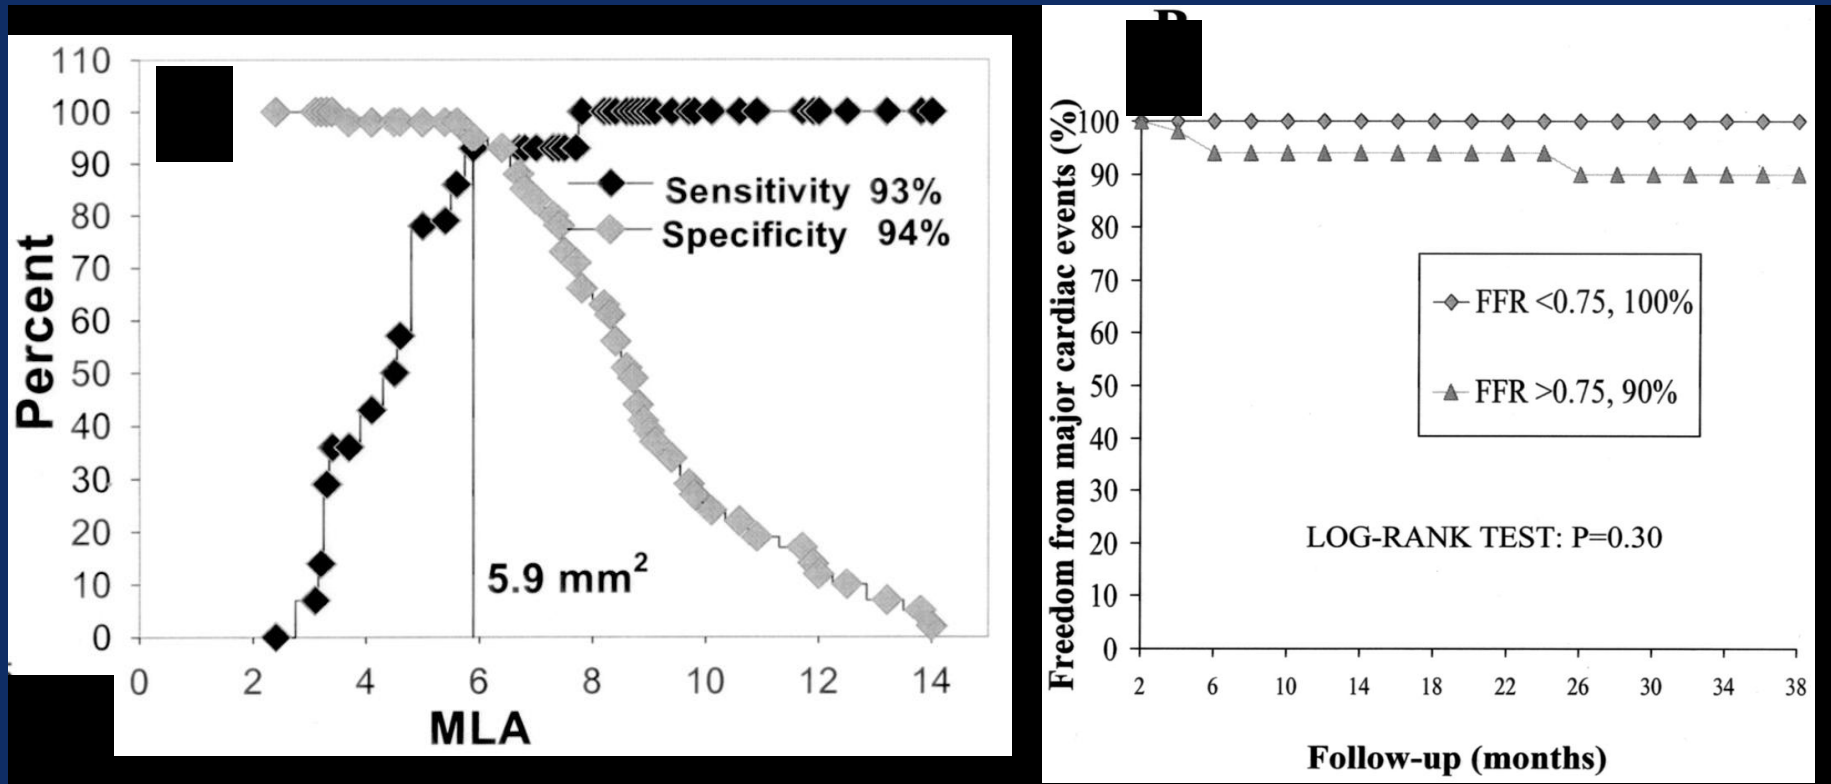 110
100
90
80
70
60
50
40
30
20
10
0
Percent
Sensitivity 93%
Specificity 94%
5.9 mm²
0 2 4 6 8 10 12 14
MLA
Freedom from major cardiac events (%)
100
90
80
70
60
50
40
30
20
10
0
FFR <0.75, 100%
FFR >0.75, 90%
LOG-RANK TEST: P=0.30
2 6 10 14 18 22 26 30 34 38
Follow-up (months)